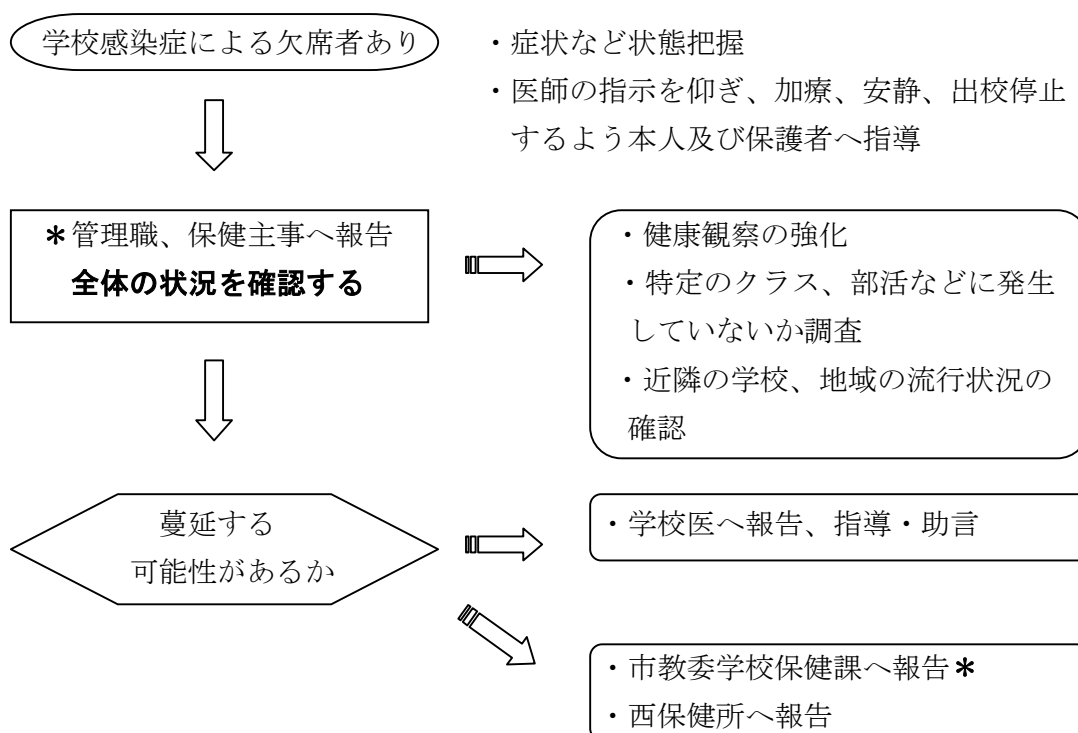 学校感染症による欠席者あり
・症状など状態把握
・医師の指示を仰ぎ、加療、安静、出校停止
するよう本人及び保護者へ指導
＊管理職、保健主事へ報告
全体の状況を確認する
・健康観察の強化
・特定のクラス、部活などに発生
していないか調査
・近隣の学校、地域の流行状況の
確認
蔓延する
可能性があるか
・学校医へ報告、指導・助言
・市教委学校保健課へ報告＊
・西保健所へ報告